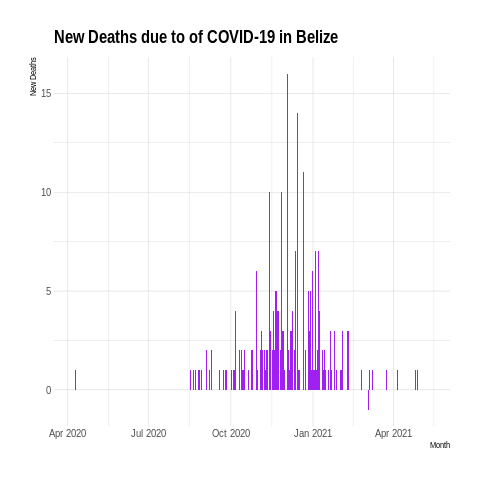 New Deaths due to of COVID-19 in Belize
New Deaths
15
10
5
0
Apr 2020 Jul 2020 Oct 2020 Jan 2021 Apr 2021
Month